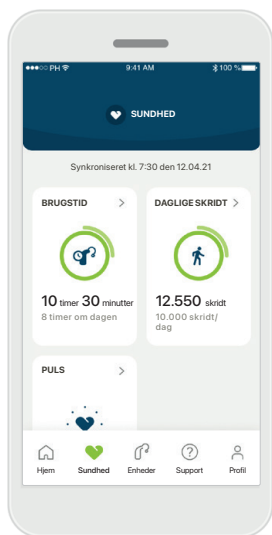 PH
9:41 AM
100 %
SUNDHED
Synkroniseret kl. 7:30 den 12.04.21
BRUGSTID >
DAGLIGE SKRIDT >
10 timer 30 minutter
8 timer om dagen
12.550 skridt
10.000 skridt/
dag
PULS >
Hjem
Sundhed
Enheder
Support
Profil